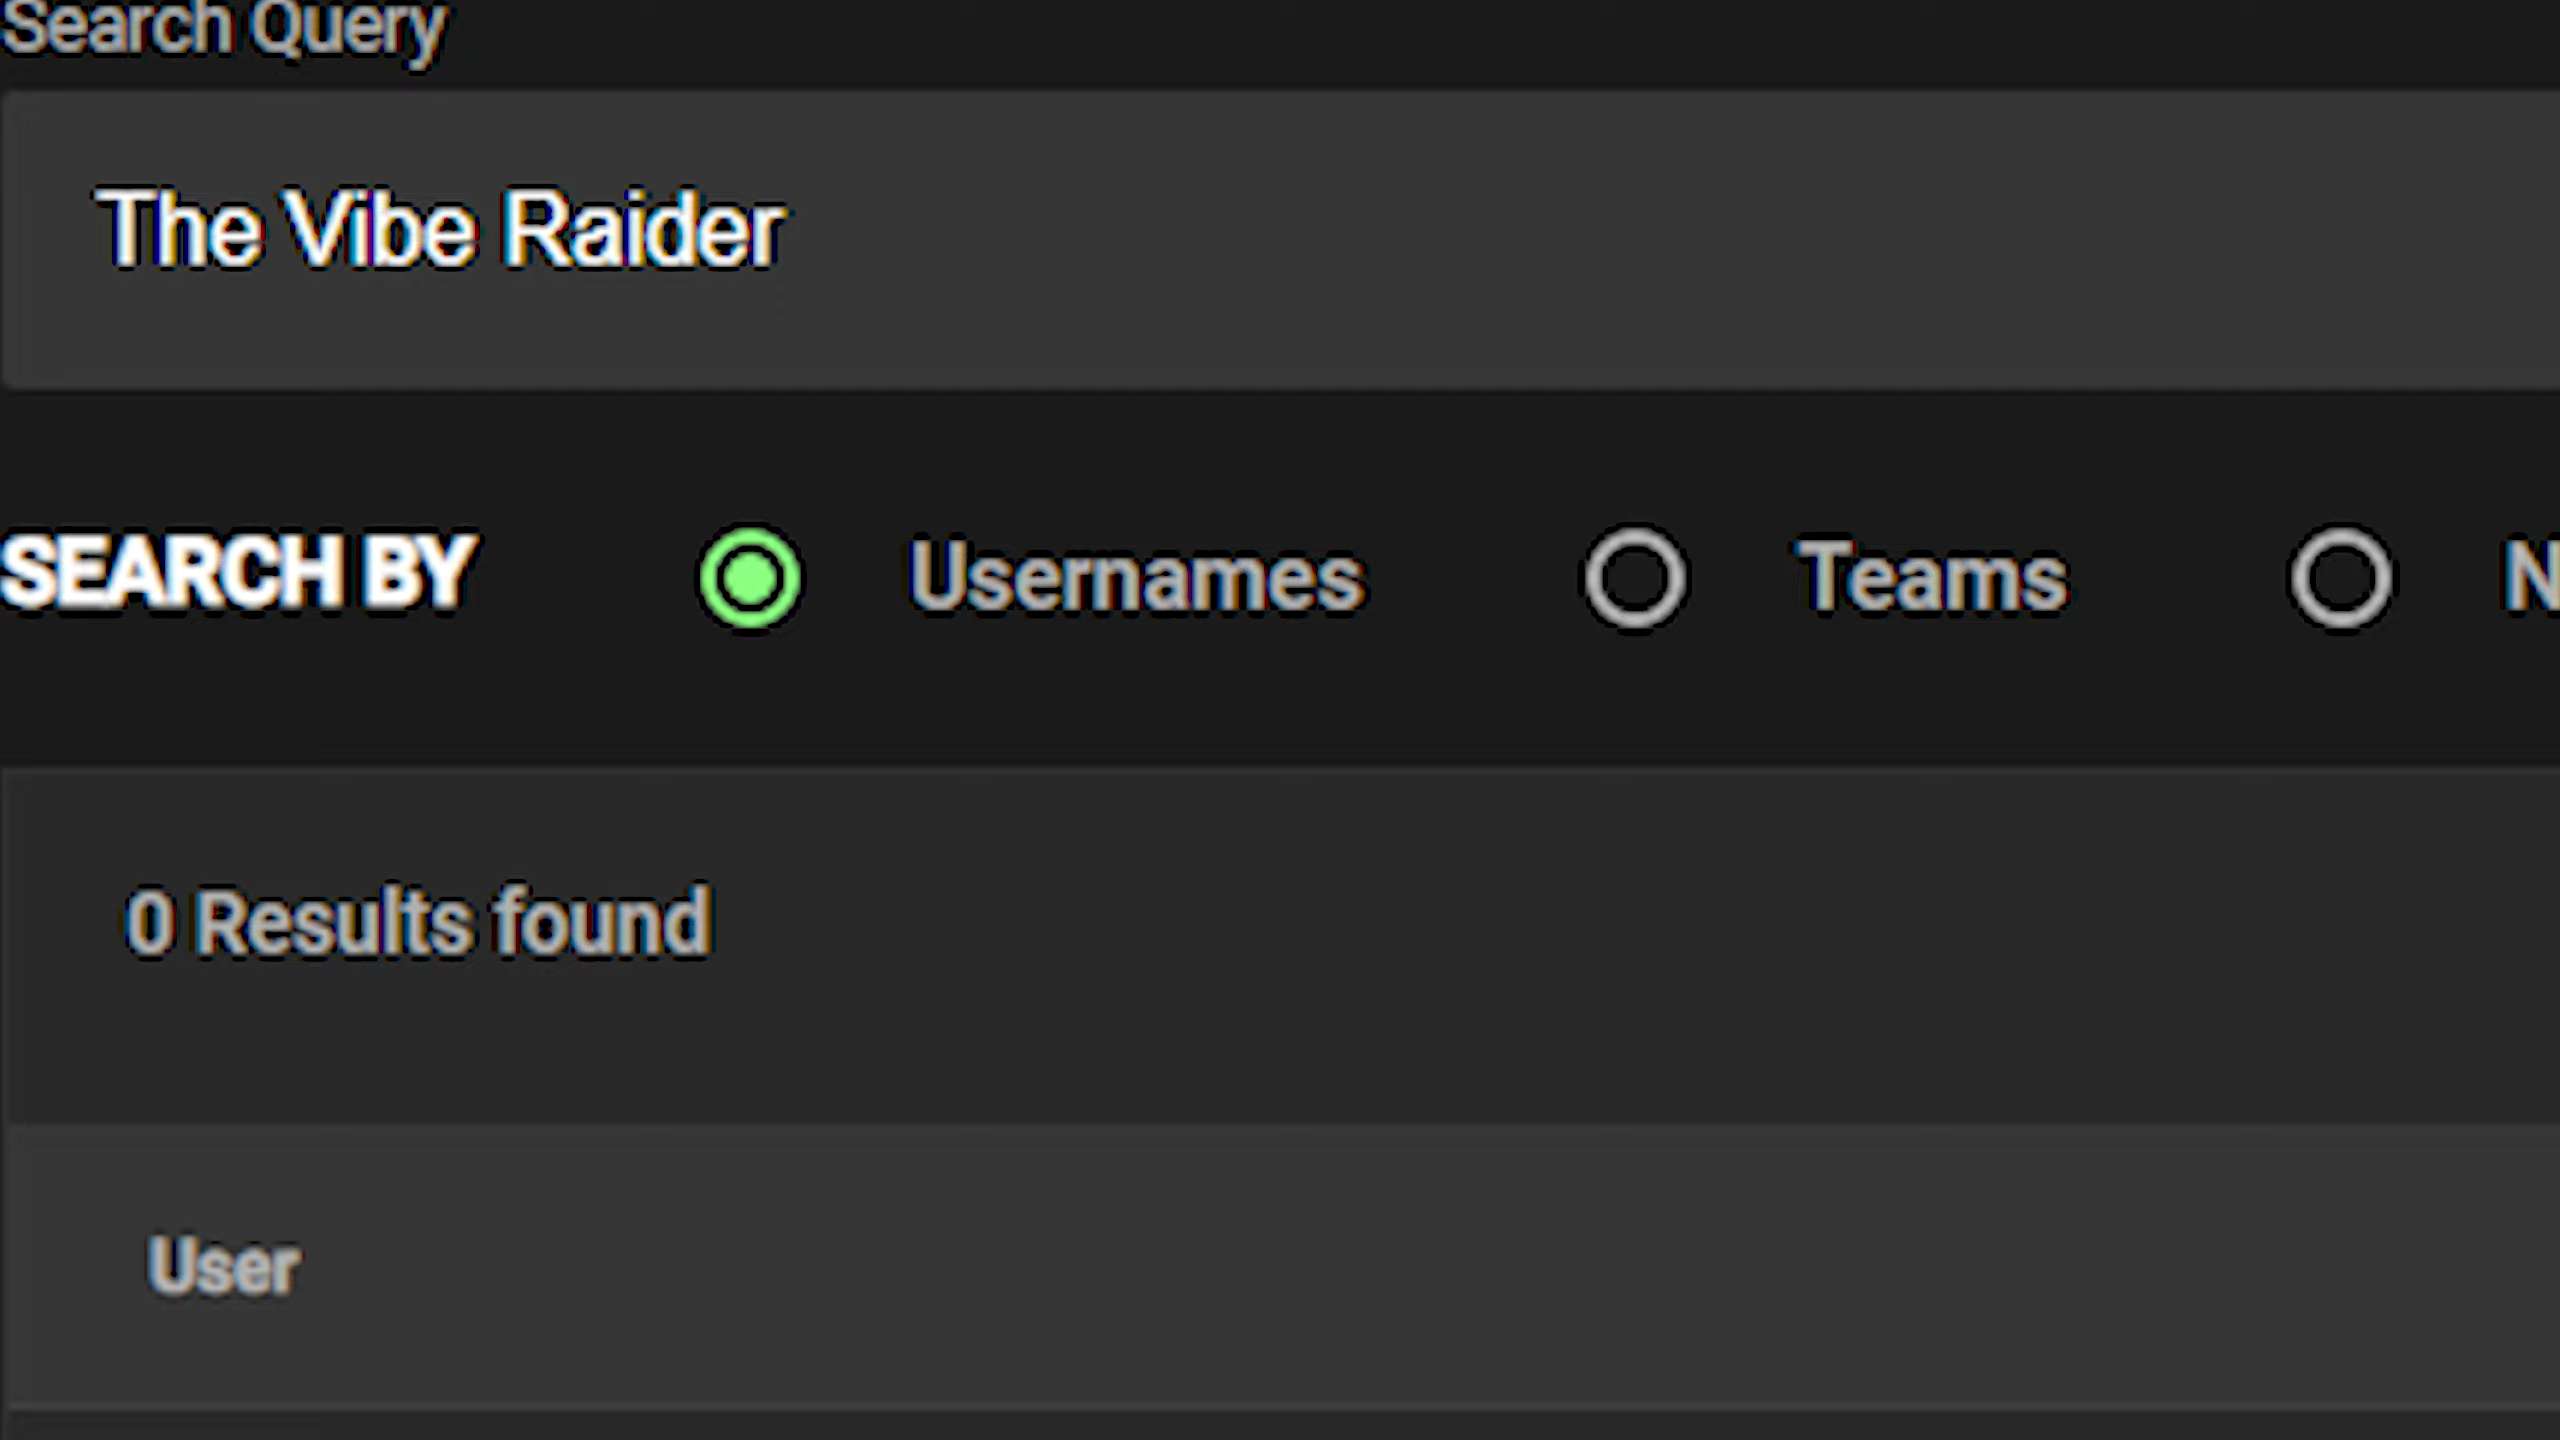 Search Query
The Vibe Raider
SEARCH BY Usernames Teams
0 Results found
User